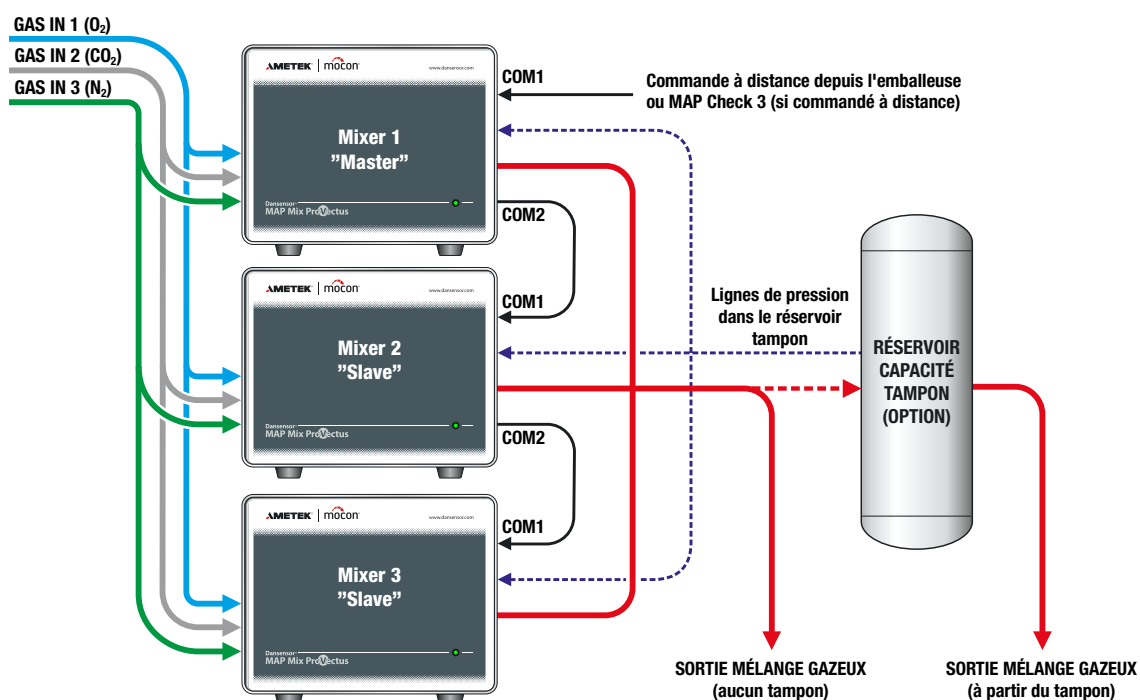 GAS IN 1 (O₂)
GAS IN 2 (CO₂)
GAS IN 3 (N₂)
AMETEK mocon
www.dansensor.com
Mixer 1
”Master”
Dansensor
MAP Mix ProVectus
COM1
Commande à distance depuis l'emballeuse
ou MAP Check 3 (si commandé à distance)
COM2
AMETEK mocon
www.dansensor.com
Mixer 2
”Slave”
Dansensor
MAP Mix ProVectus
COM1
Lignes de pression
dans le réservoir
tampon
RÉSERVOIR
CAPACITÉ
TAMPON
(OPTION)
COM2
AMETEK mocon
www.dansensor.com
Mixer 3
”Slave”
Dansensor
MAP Mix ProVectus
COM1
SORTIE MÉLANGE GAZEUX
(aucun tampon)
SORTIE MÉLANGE GAZEUX
(à partir du tampon)